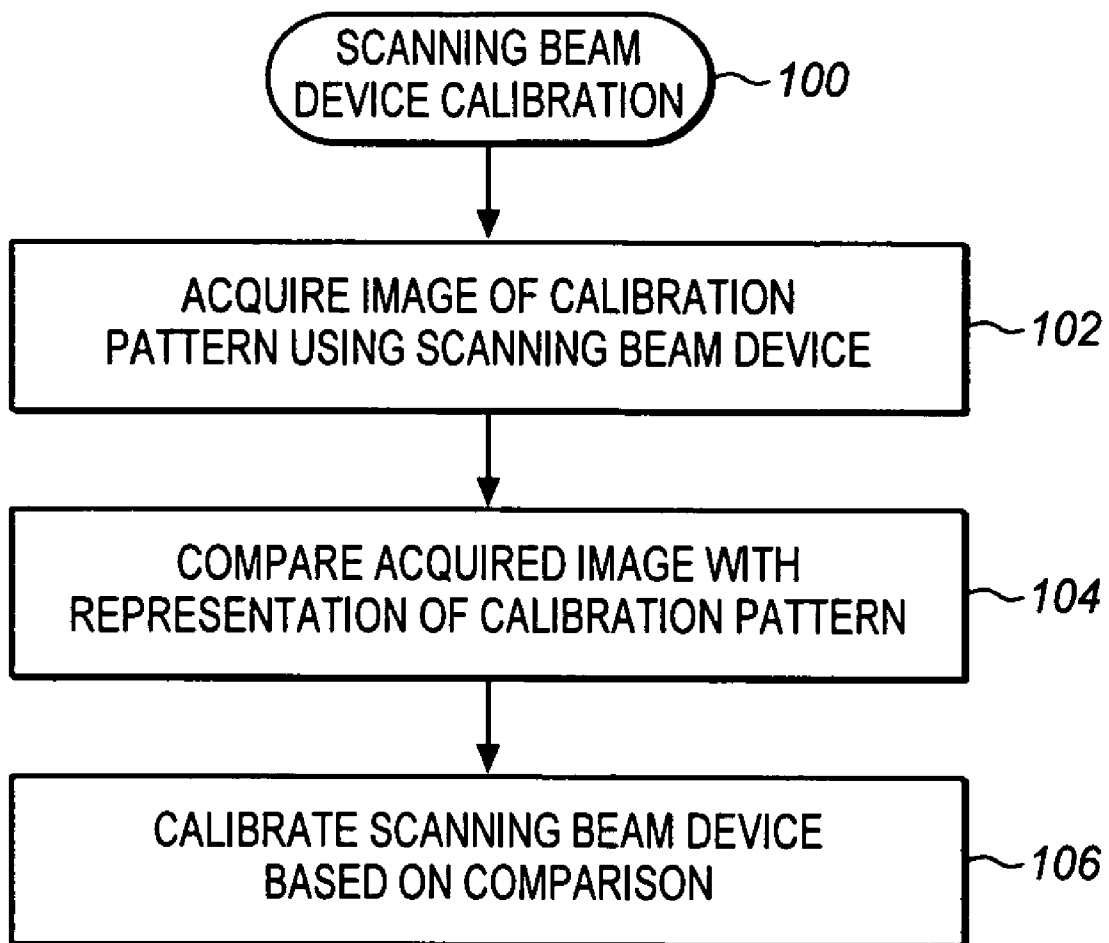 SCANNING BEAM
DEVICE CALIBRATION
100
ACQUIRE IMAGE OF CALIBRATION
PATTERN USING SCANNING BEAM DEVICE
102
COMPARE ACQUIRED IMAGE WITH
REPRESENTATION OF CALIBRATION PATTERN
104
CALIBRATE SCANNING BEAM DEVICE
BASED ON COMPARISON
106